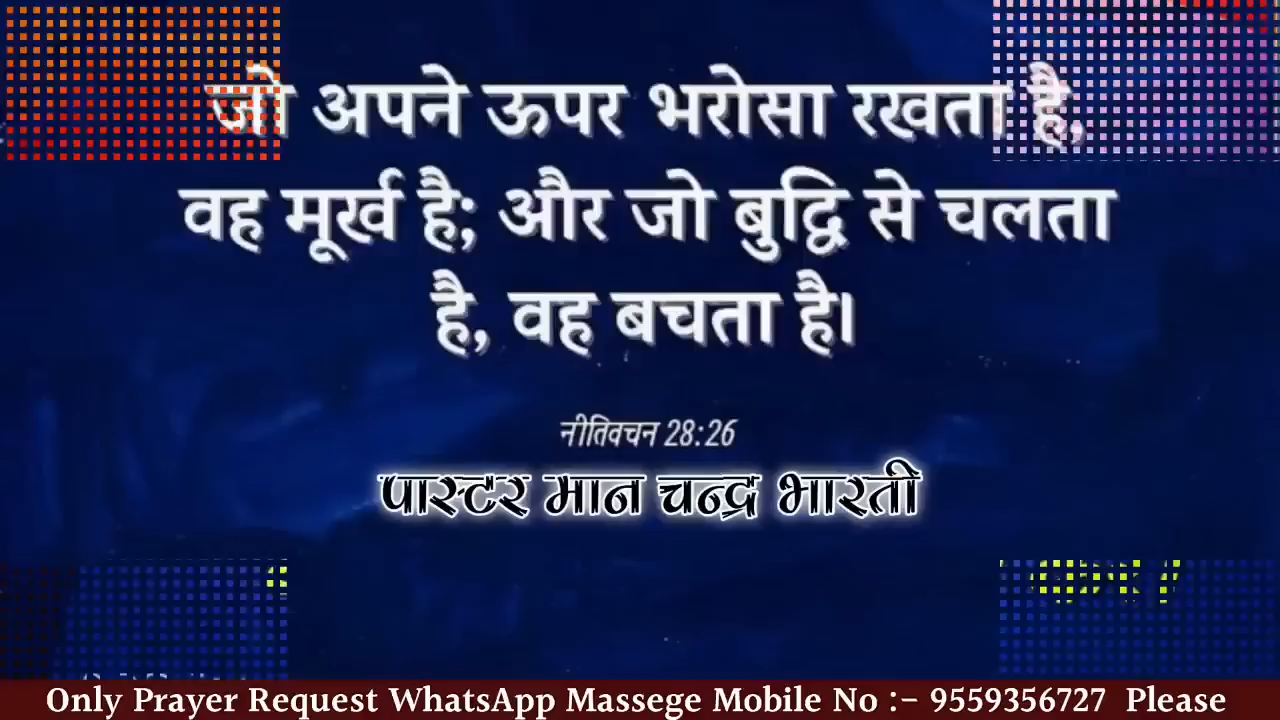 जो अपने ऊपर भरोसा रखता है,
वह मूर्ख है; और जो बुद्धि से चलता
है, वह बचता है।
नीतिवचन 28:26
पास्टर मान चन्द्र भारती
Only Prayer Request WhatsApp Massege Mobile No :- 9559356727 Please